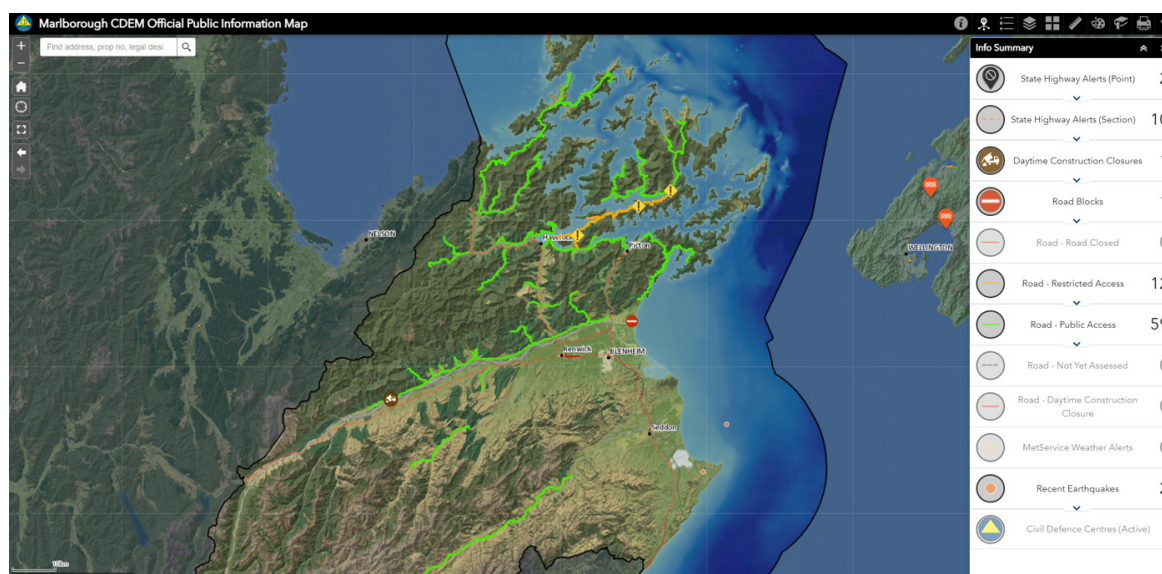 Marlborough CDEM Official Public Information Map
Find address, prop no, legal desc
Info Summary
State Highway Alerts (Point)
State Highway Alerts (Section)
Daytime Construction Closures
Road Blocks
Road - Road Closed
Road - Restricted Access
Road - Public Access
Road - Not Yet Assessed
Road - Daytime Construction
Closure
MetService Weather Alerts
Recent Earthquakes
Civil Defence Centres (Active)
NELSON
Havelock
Picton
WELLINGTON
Renwick
BLENHEIM
Seddon
10km